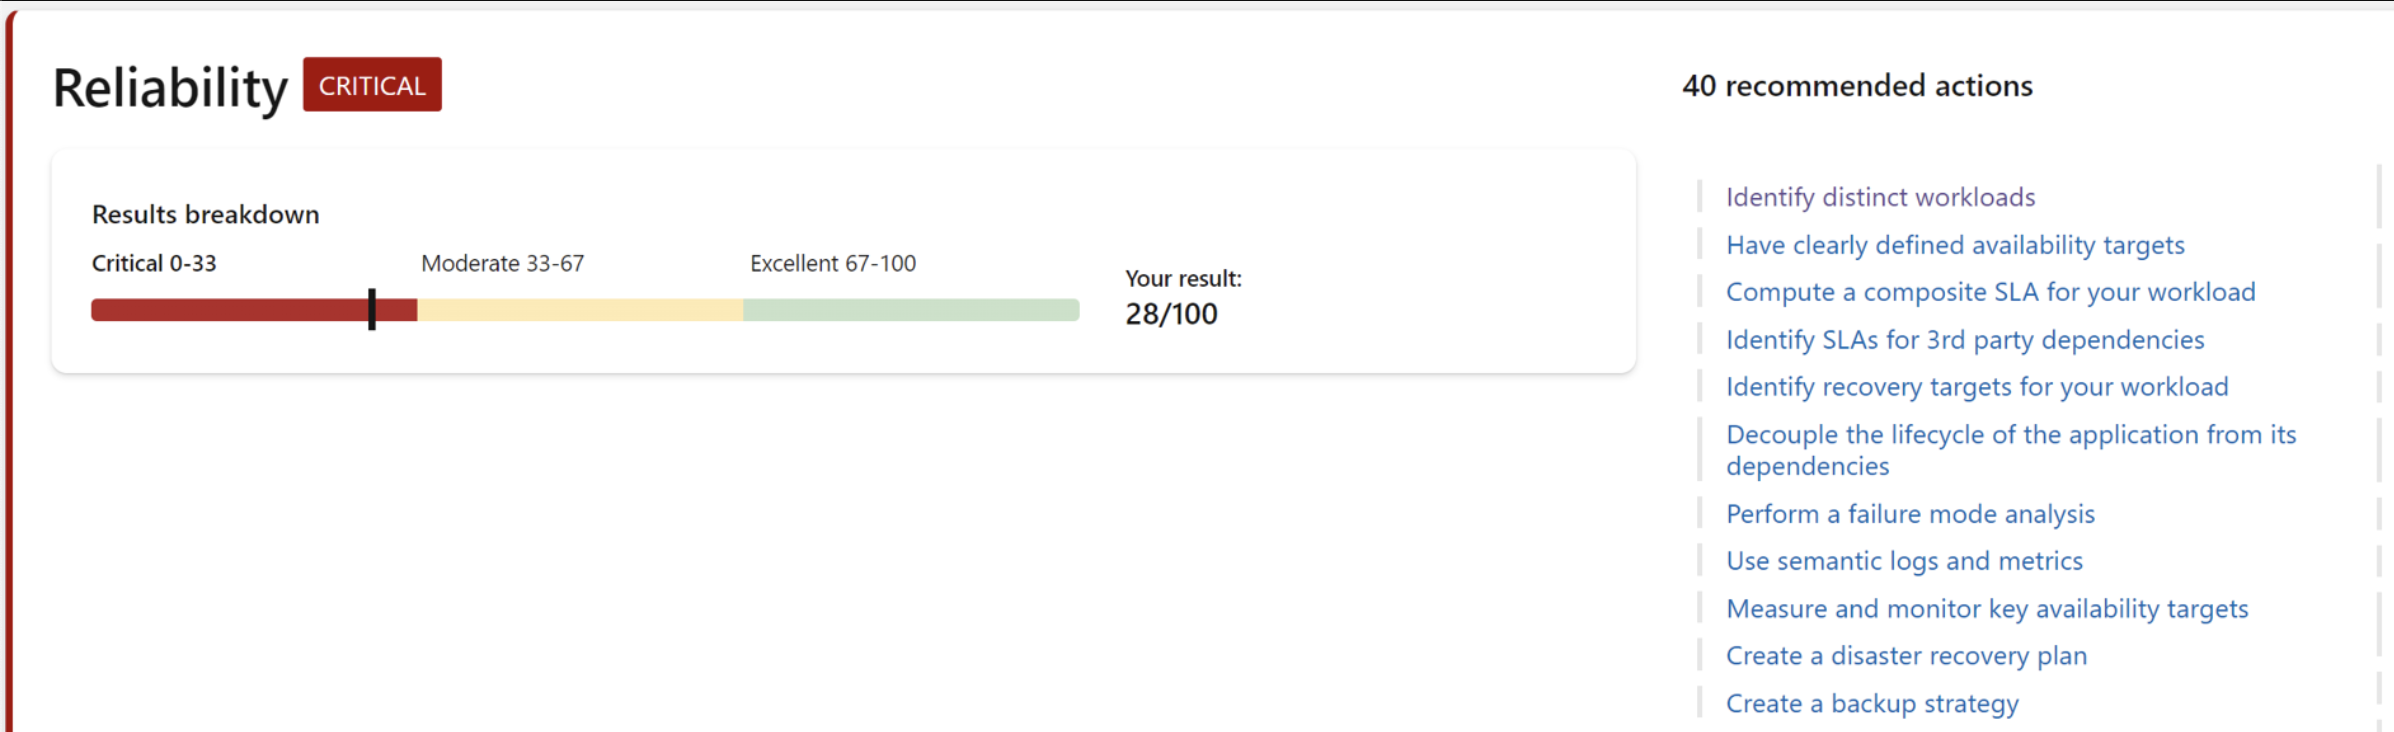 Reliability CRITICAL
40 recommended actions
Results breakdown
Critical 0-33
Moderate 33-67
Excellent 67-100
Your result:
28/100
Identify distinct workloads
Have clearly defined availability targets
Compute a composite SLA for your workload
Identify SLAs for 3rd party dependencies
Identify recovery targets for your workload
Decouple the lifecycle of the application from its
dependencies
Perform a failure mode analysis
Use semantic logs and metrics
Measure and monitor key availability targets
Create a disaster recovery plan
Create a backup strategy